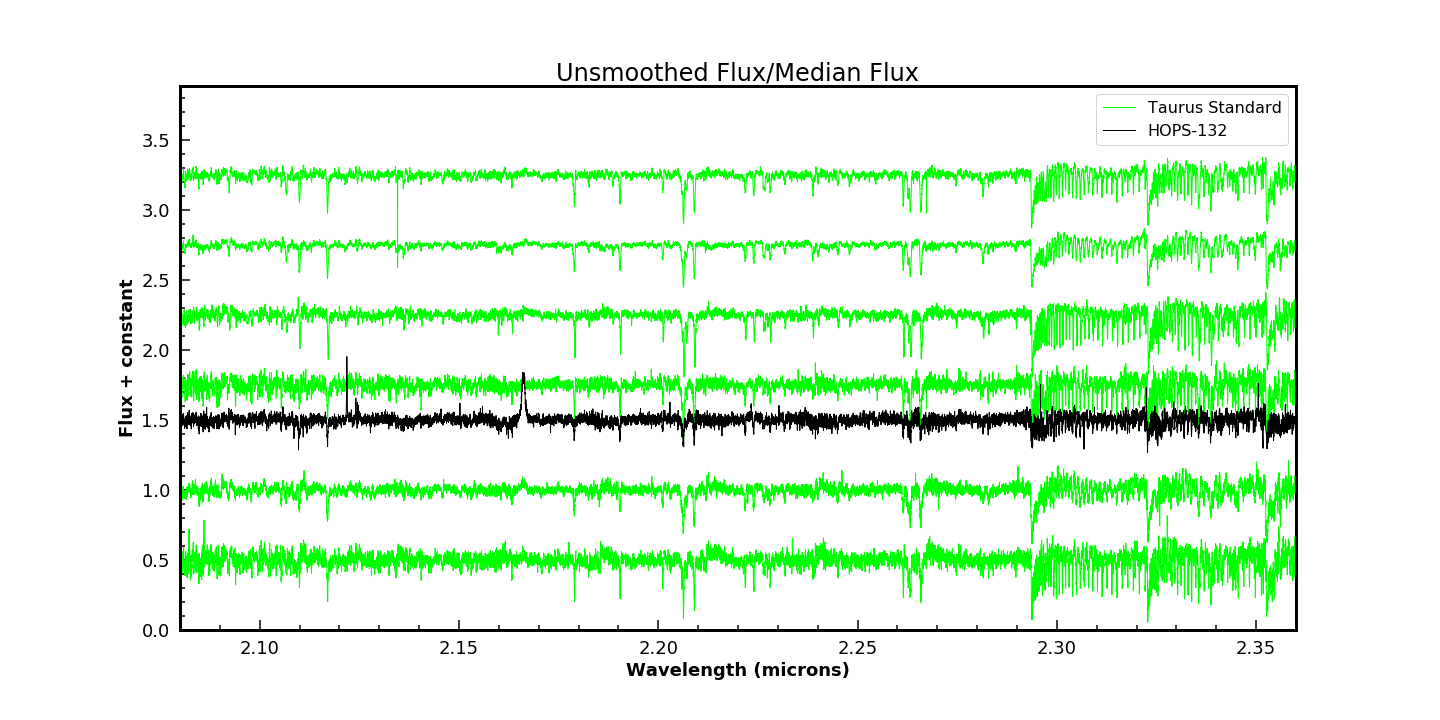 Unsmoothed Flux/Median Flux
Taurus Standard
HOPS-132
Flux + constant
3.5
3.0
2.5
2.0
1.5
1.0
0.5
0.0
2.10 2.15 2.20 2.25 2.30 2.35
Wavelength (microns)